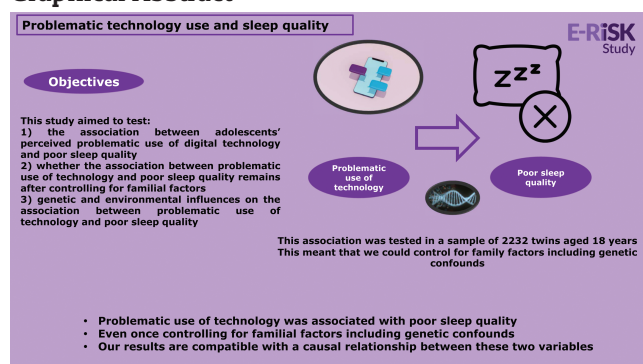 Problematic technology use and sleep quality
E-RiSK
Study
Objectives
This study aimed to test:
1) the association between adolescents'
perceived problematic use of digital technology
and poor sleep quality
2) whether the association between problematic
use of technology and poor sleep quality remains
after controlling for familial factors
3) genetic and environmental influences on the
association between problematic use of
technology and poor sleep quality
zzz
Problematic
use of
technology
Poor sleep
quality
This association was tested in a sample of 2232 twins aged 18 years
This meant that we could control for family factors including genetic
confounds
• Problematic use of technology was associated with poor sleep quality
• Even once controlling for familial factors including genetic confounds
• Our results are compatible with a causal relationship between these two variables